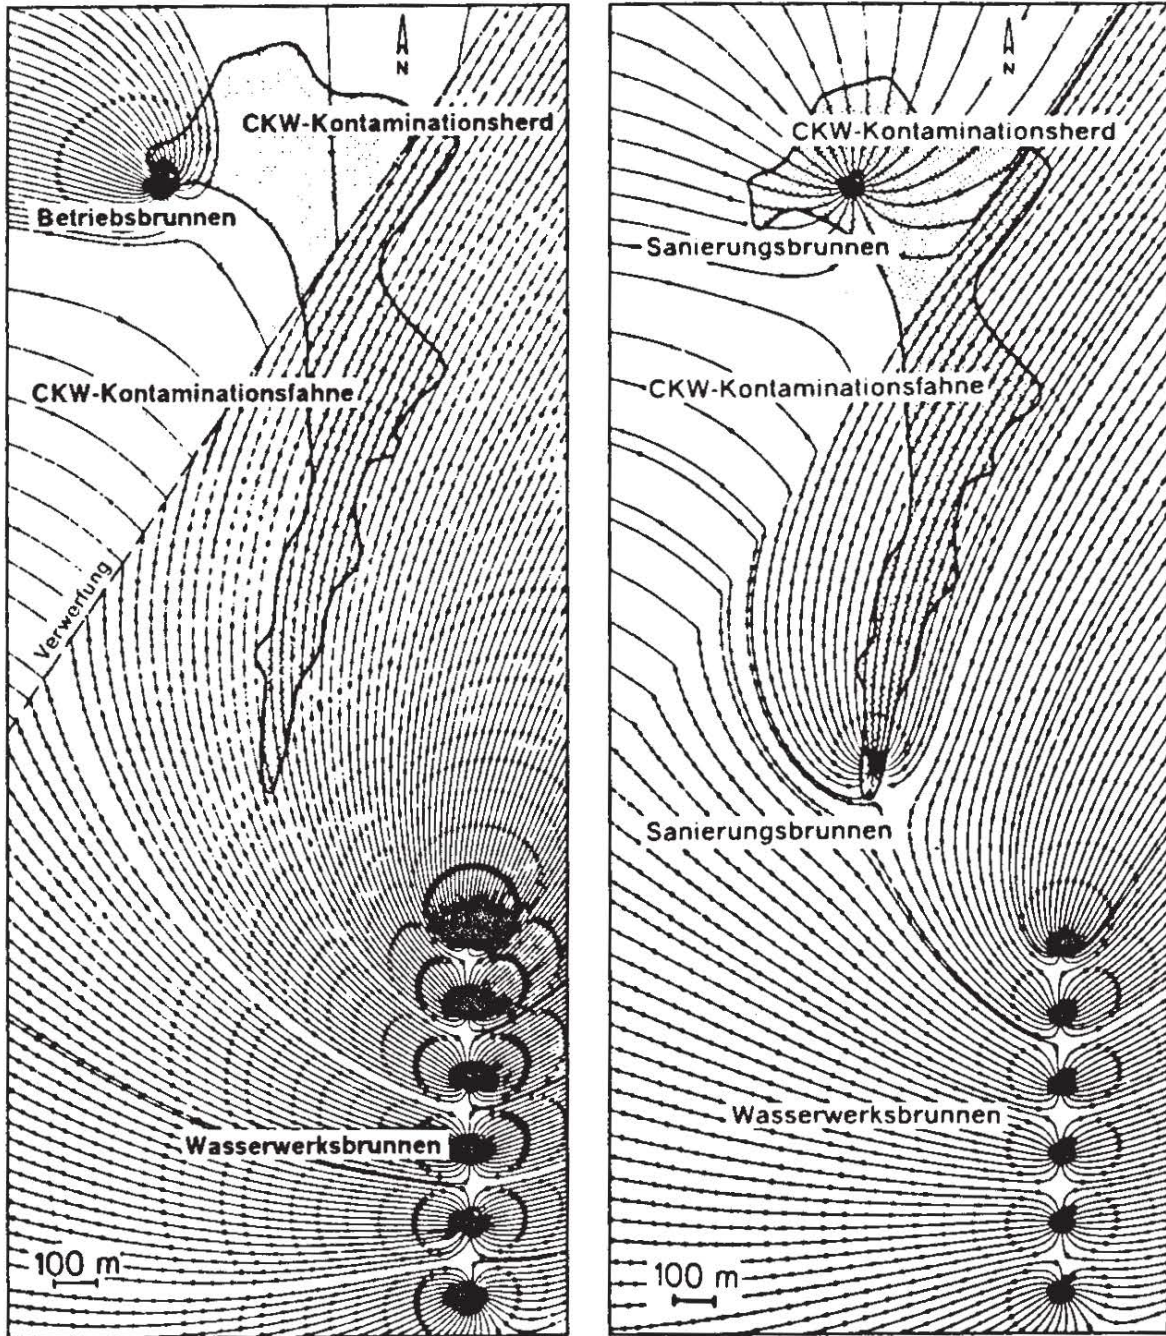 N
CKW-Kontaminationsherd
Betriebsbrunnen
CKW-Kontaminationsfahne
Verwerfung
Wasserwerksbrunnen
100 m
N
CKW-Kontaminationsherd
Sanierungsbrunnen
CKW-Kontaminationsfahne
Sanierungsbrunnen
Wasserwerksbrunnen
100 m